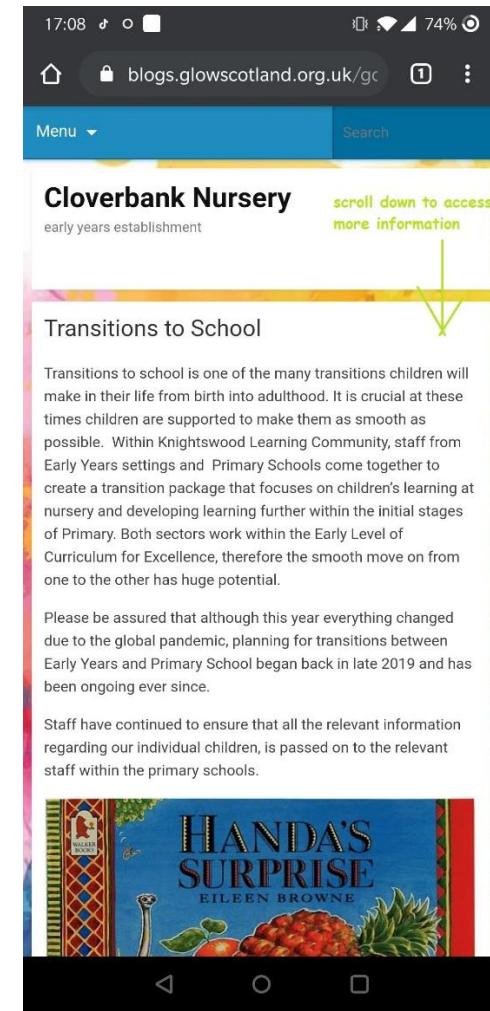 17:08
74%
blogs.glowscotland.org.uk/gc
1
Menu
Search
Cloverbank Nursery
early years establishment
scroll down to access
more information
Transitions to School
Transitions to school is one of the many transitions children will
make in their life from birth into adulthood. It is crucial at these
times children are supported to make them as smooth as
possible.  Within Knightswood Learning Community, staff from
Early Years settings and  Primary Schools come together to
create a transition package that focuses on children's learning at
nursery and developing learning further within the initial stages
of Primary. Both sectors work within the Early Level of
Curriculum for Excellence, therefore the smooth move on from
one to the other has huge potential.
Please be assured that although this year everything changed
due to the global pandemic, planning for transitions between
Early Years and Primary School began back in late 2019 and has
been ongoing ever since.
Staff have continued to ensure that all the relevant information
regarding our individual children, is passed on to the relevant
staff within the primary schools.
WALKER
BOOKS
HANDA'S
SURPRISE
EILEEN BROWNE